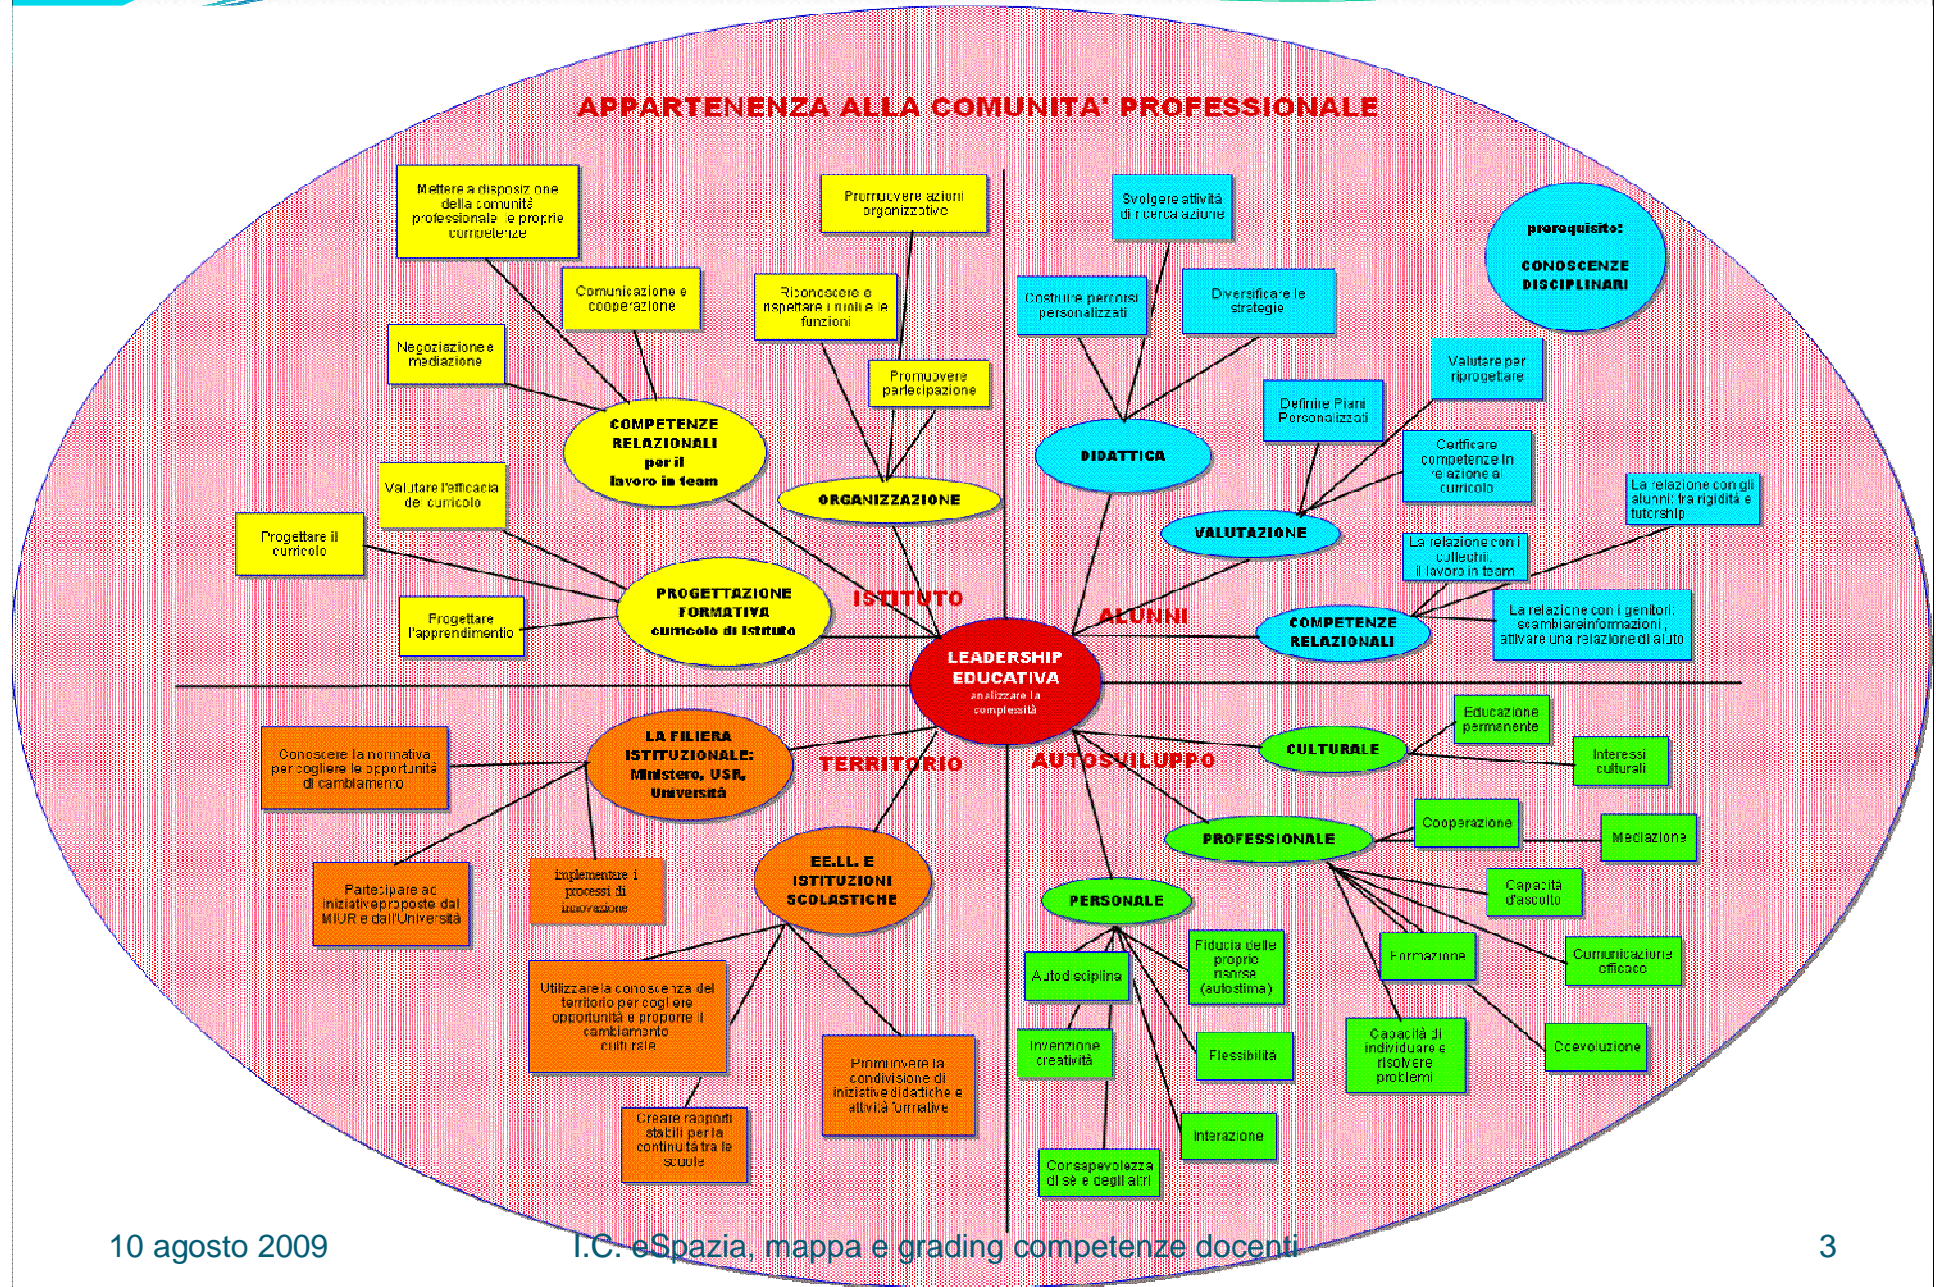 APPARTENENZA ALLA COMUNITA' PROFESSIONALE
Mettere a disposizione
della comunità
professionale le proprie
competenze
Comunicazione e
cooperazione
Negoziazione e
mediazione
COMPETENZE
RELAZIONALI
per il
lavoro in team
Promuovere azioni
organizzative
Riconoscere e
rispettare i ruoli e le
funzioni
Promuovere
partecipazione
ORGANIZZAZIONE
Valutare l'efficacia
del curricolo
Progettare il
curricolo
Progettare
l'apprendimentio
PROGETTAZIONE
FORMATIVA
curricolo di Istituto
ISTITUTO
Svolgere attività
di ricerca azione
Costruire percorsi
personalizzati
Diversificare le
strategie
DIDATTICA
prerequisito:
CONOSCENZE
DISCIPLINARI
Valutare per
riprogettare
Definire Piani
Personalizzati
Certficare
competenze in
relazione al
curricolo
VALUTAZIONE
La relazione con gli
alunni: tra rigidità e
tutorship
La relazione con i
colleghi:
il lavoro in team
La relazione con i genitori:
scambiare informazioni,
attivare una relazione di aiuto
COMPETENZE
RELAZIONALI
ALUNNI
LEADERSHIP
EDUCATIVA
analizzare la
complessità
TERRITORIO
LA FILIERA
ISTITUZIONALE:
Ministero, USR,
Università
Conoscere la normativa
per cogliere le opportunità
di cambiamento
Partecipare ad
iniziative proposte dal
MIUR e dall'Università
implementare i
processi di
innovazione
EE.LL. E
ISTITUZIONI
SCOLASTICHE
Utilizzare la conoscenza del
territorio per cogliere
opportunità e proporre il
cambiamento
culturale
Creare rapporti
stabili per la
continuità tra le
scuole
Promuovere la
condivisione di
iniziative didattiche e
attività formative
AUTOSVILUPPO
CULTURALE
Educazione
permanente
Interessi
culturali
PROFESSIONALE
Cooperazione
Mediazione
Capacità
d'ascolto
Comunicazione
efficace
Formazione
Coevoluzione
Capacità di
individuare e
risolvere
problemi
PERSONALE
Autodisciplina
Fiducia delle
proprie
risorse
(autostima)
Invenzione
creatività
Flessibilità
Interazione
Consapevolezza
di sè e degli altri
10 agosto 2009
I.C. eSpazia, mappa e grading competenze docenti
3